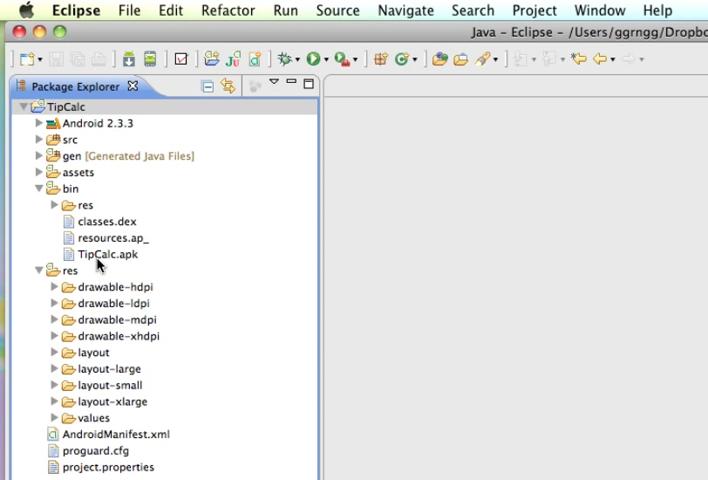 Eclipse File Edit Refactor Run Source Navigate Search Project Window Help
Java – Eclipse – /Users/ggrngg/Dropbo
Package Explorer
TipCalc
Android 2.3.3
src
gen [Generated Java Files]
assets
bin
res
classes.dex
resources.ap_
TipCalc.apk
res
drawable-hdpi
drawable-ldpi
drawable-mdpi
drawable-xhdpi
layout
layout-large
layout-small
layout-xlarge
values
AndroidManifest.xml
proguard.cfg
project.properties